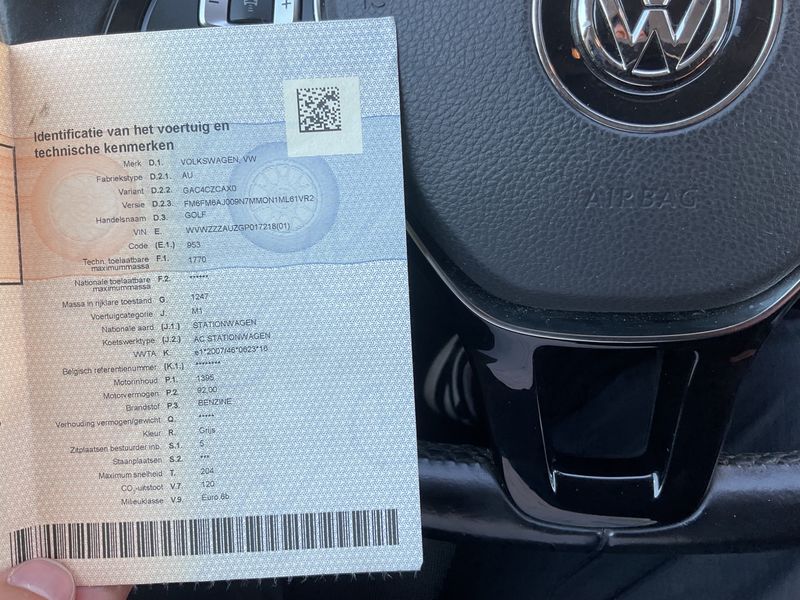 Identificatie van het voertuig en
technische kenmerken
Merk D.1. VOLKSWAGEN, VW
Fabriekstype D.2.1. AU
Variant D.2.2. GAC4CZCAX0
Versie D.2.3. FM6FM6AJ009N7MMON1ML61VR2
Handelsnaam D.3. GOLF
VIN E. WVWZZZAUZGP017218(01)
Code (E.1.) 953
Techn. toelaatbare
maximummassa F.1. 1770
Nationale toelaatbare
maximummassa F.2. ******
Massa in rijklare toestand G. 1247
Voertuigcategorie J. M1
Nationale aard (J.1.) STATIONWAGEN
Koetswerktype (J.2.) AC STATIONWAGEN
WVTA K. e1*2007/46*0623*16
Belgisch referentienummer (K.1.) ********
Motorinhoud P.1. 1395
Motorvermogen P.2. 92,00
Brandstof P.3. BENZINE
Verhouding vermogen/gewicht Q. *****
Kleur R. Grijs
Zitplaatsen bestuurder inb. S.1. 5
Staanplaatsen S.2. ***
Maximum snelheid T. 204
CO₂-uitstoot V.7. 120
Milieuklasse V.9. Euro 6b
VW
AIRBAG